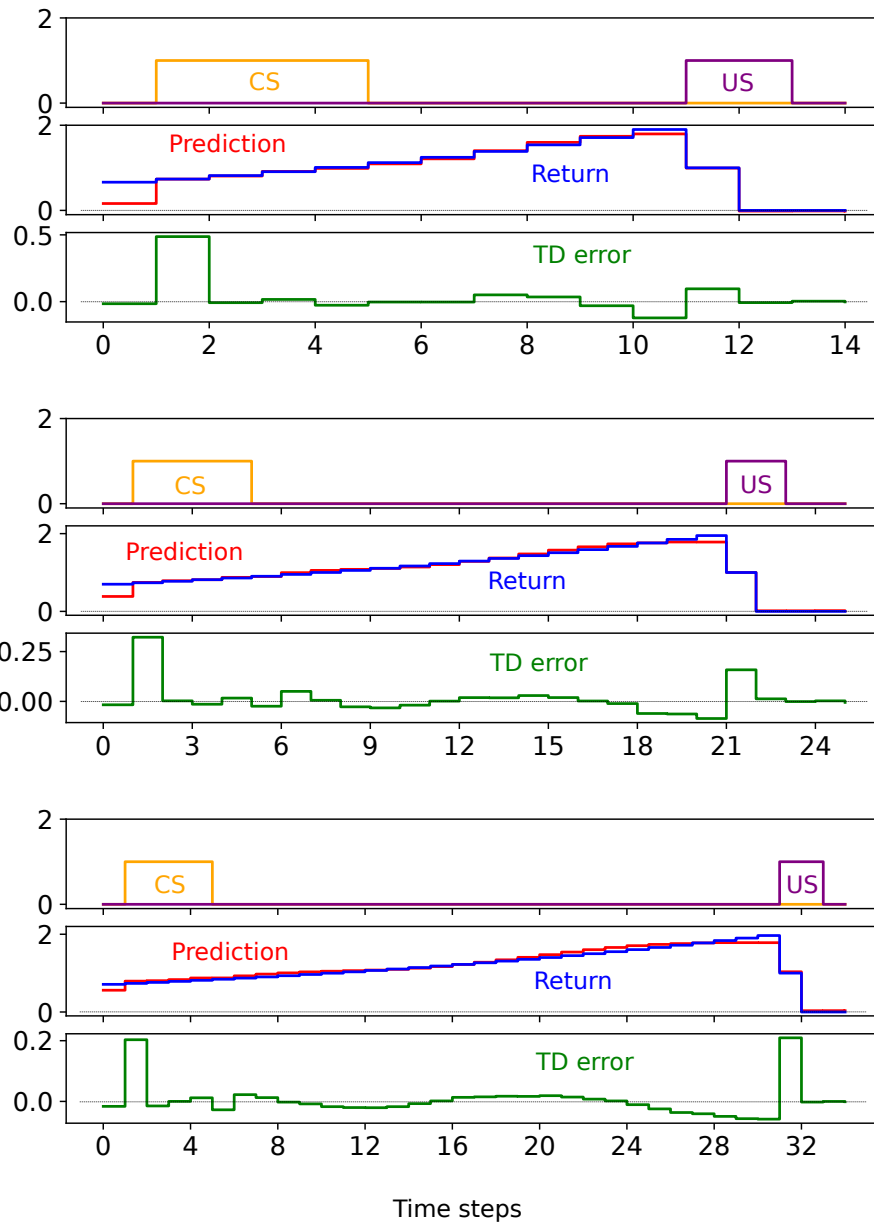 2
CS
US
0
2
Prediction
Return
0
0.5
TD error
0.0
0 2 4 6 8 10 12 14
2
CS
US
0
2
Prediction
Return
0
0.25
TD error
0.00
0 3 6 9 12 15 18 21 24
2
CS
US
0
2
Prediction
Return
0
0.2
TD error
0.0
0 4 8 12 16 20 24 28 32
Time steps